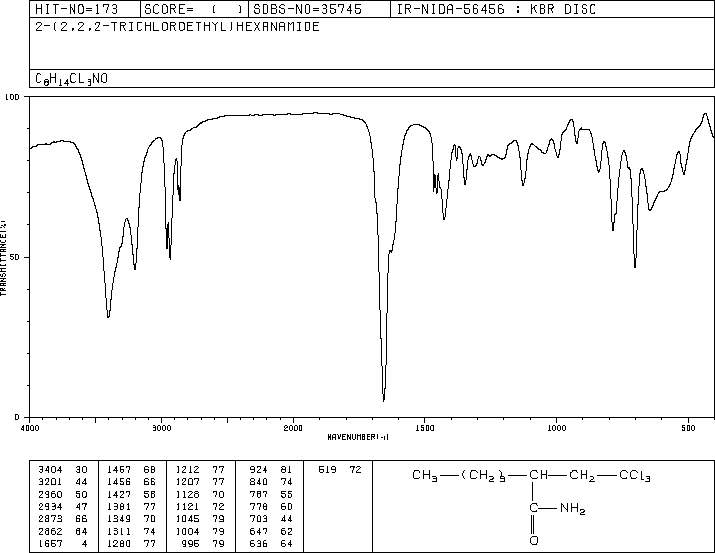 HIT-NO=173 SCORE= ( ) SDBS-NO=35745 IR-NIDA-56456 : KBR DISC
2-(2,2,2-TRICHLOROETHYL)HEXANAMIDE
C8H14CL3NO
100
50
0
TRANSMITTANCE(%)
4000 3000 2000 1500 1000 500
WAVENUMBER(-1)
3404 30 1467 68 1212 77 924 81 519 72
3201 44 1456 66 1207 77 840 74
2960 50 1427 58 1128 70 787 55
2934 47 1381 77 1121 72 778 60
2873 66 1349 70 1045 79 703 44
2862 64 1311 74 1004 79 647 62
1657 4 1280 77 995 79 636 64
CH3 (CH2)3 CH CH2 CCl3
C NH2
O